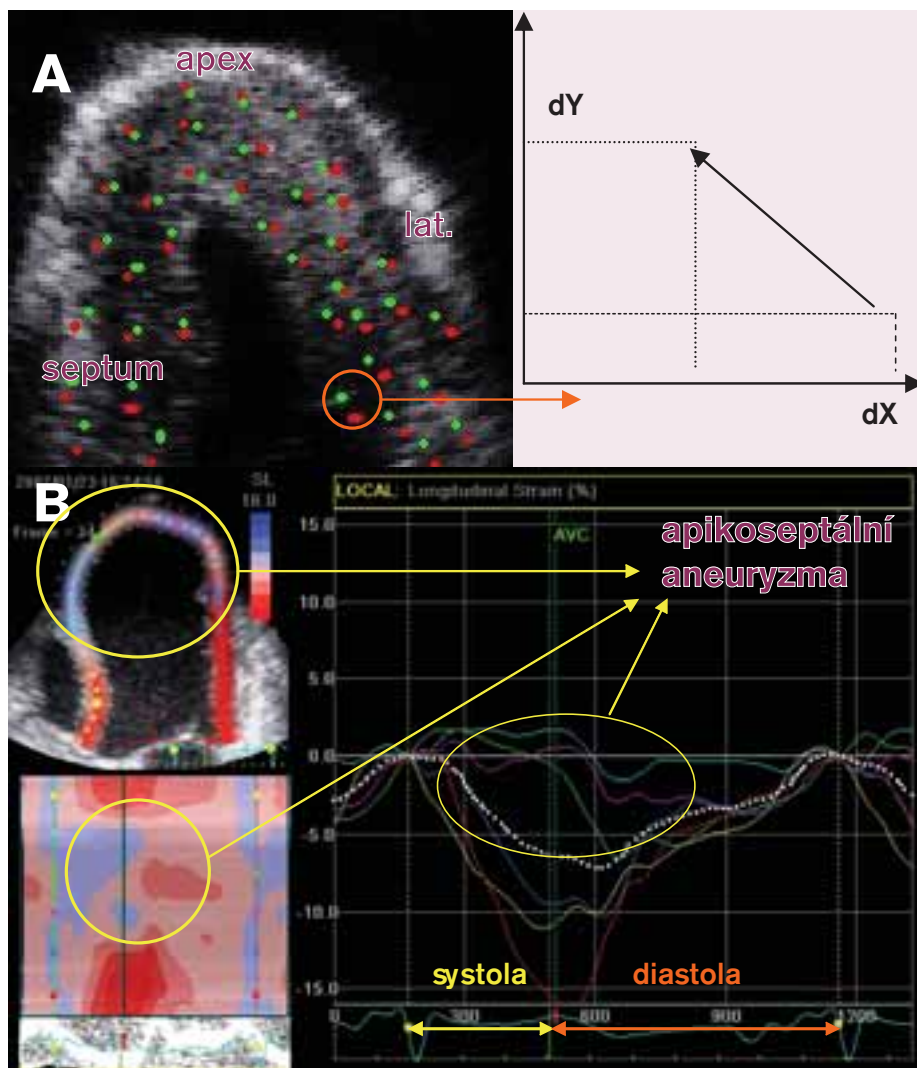 A
apex
lat.
septum
dY
dX
B
SL
18.0
LOCAL Longitudinal Strain (%)
AVC
apikoseptální
aneuryzma
15.0
10.0
5.0
0.0
-5.0
-10.0
-15.0
systola
diastola
300
600
900